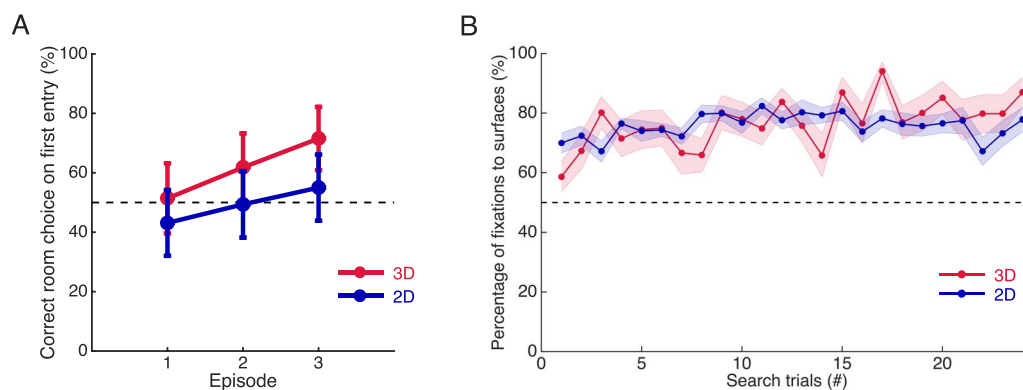 A
Correct room choice on first entry (%)
100
80
60
40
20
0
1
2
3
Episode
3D
2D
B
Percentage of fixations to surfaces (%)
100
80
60
40
20
0
0
5
10
15
20
Search trials (#)
3D
2D